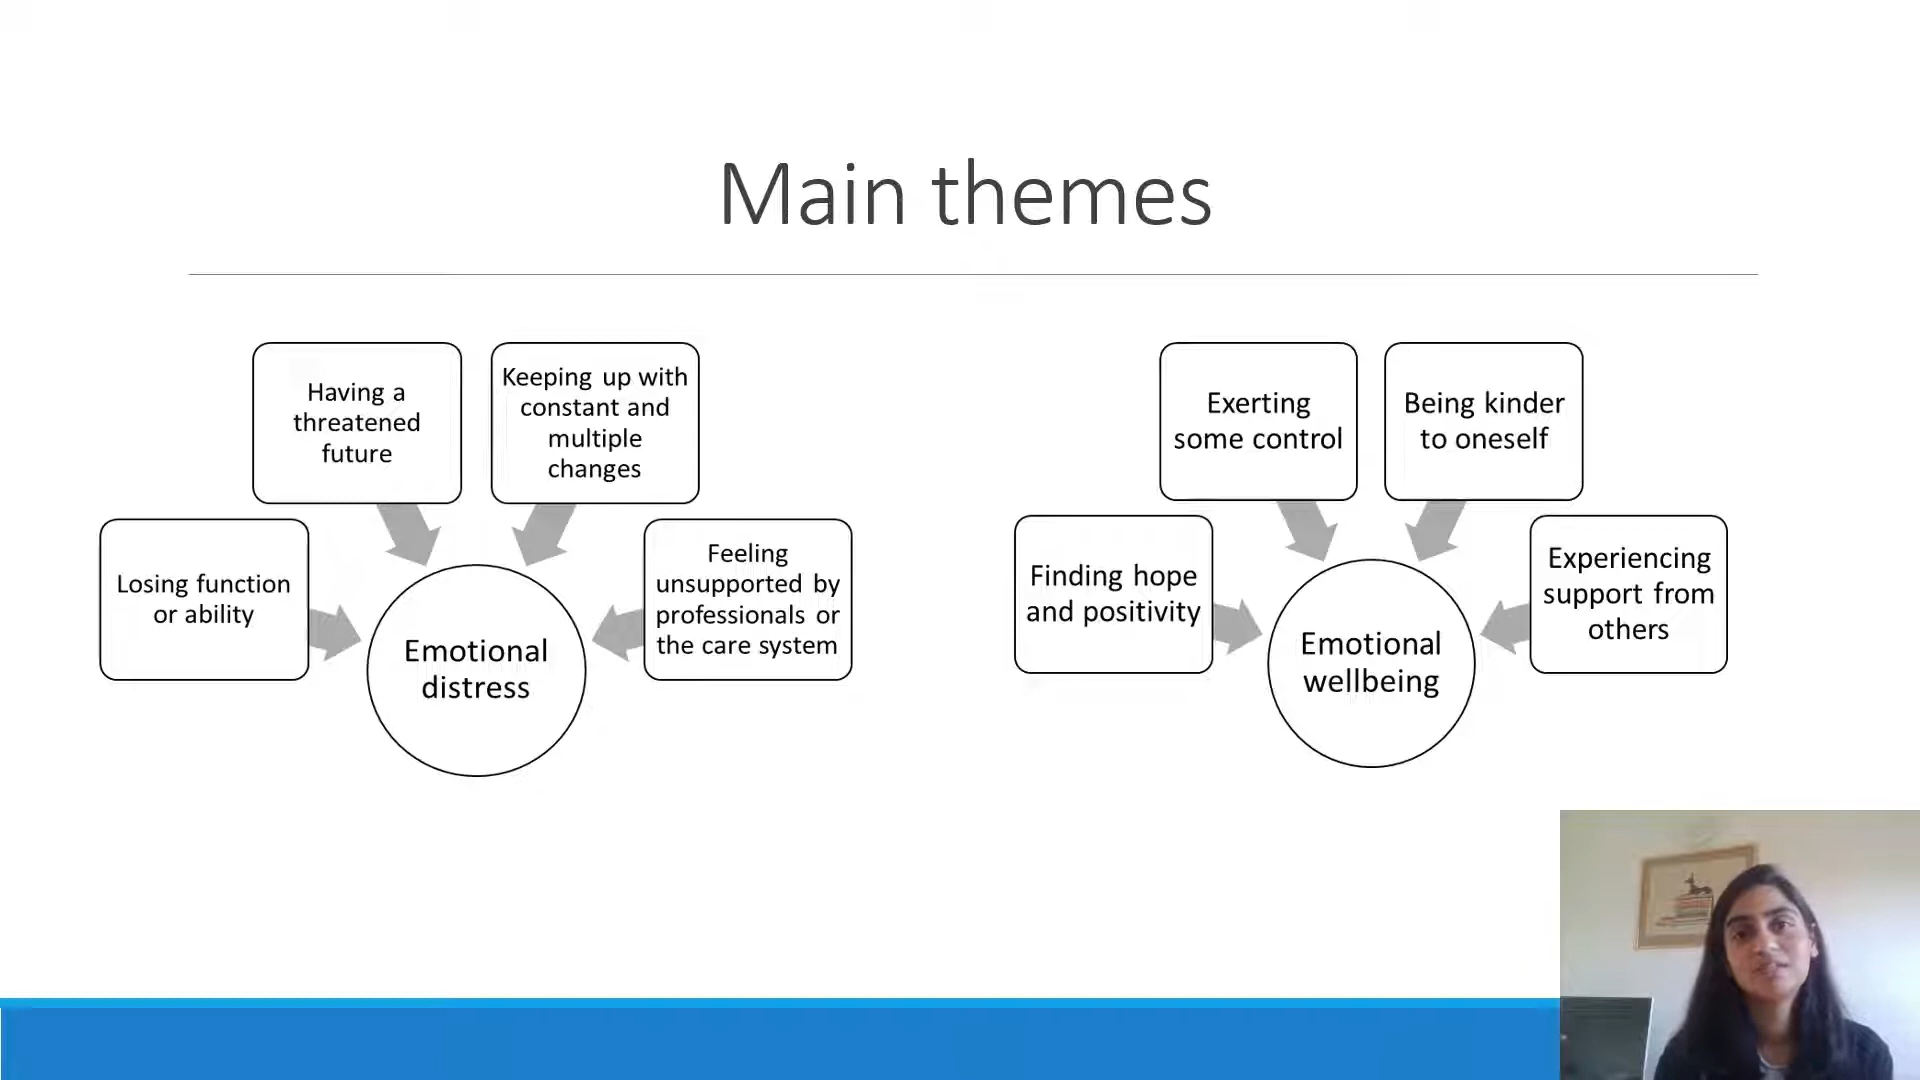 Main themes
Having a
threatened
future
Keeping up with
constant and
multiple
changes
Losing function
or ability
Feeling
unsupported by
professionals or
the care system
Emotional
distress
Exerting
some control
Being kinder
to oneself
Finding hope
and positivity
Experiencing
support from
others
Emotional
wellbeing